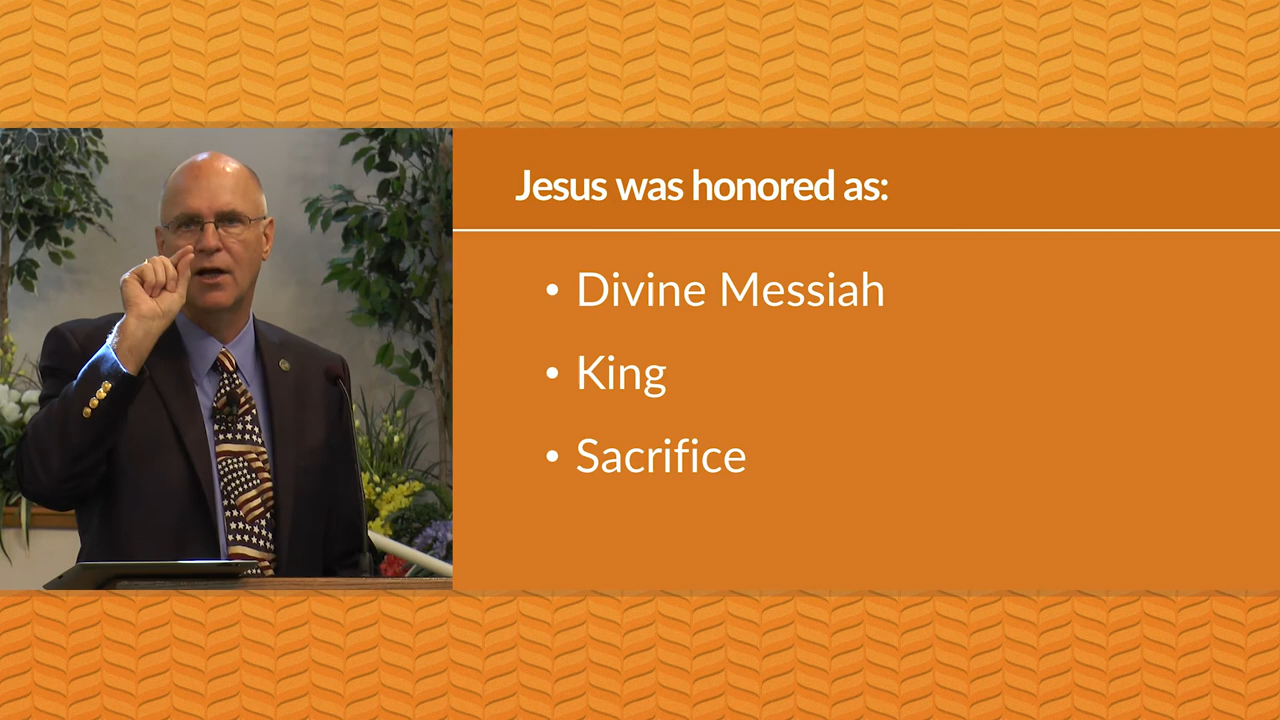 Jesus was honored as:
• Divine Messiah
• King
• Sacrifice